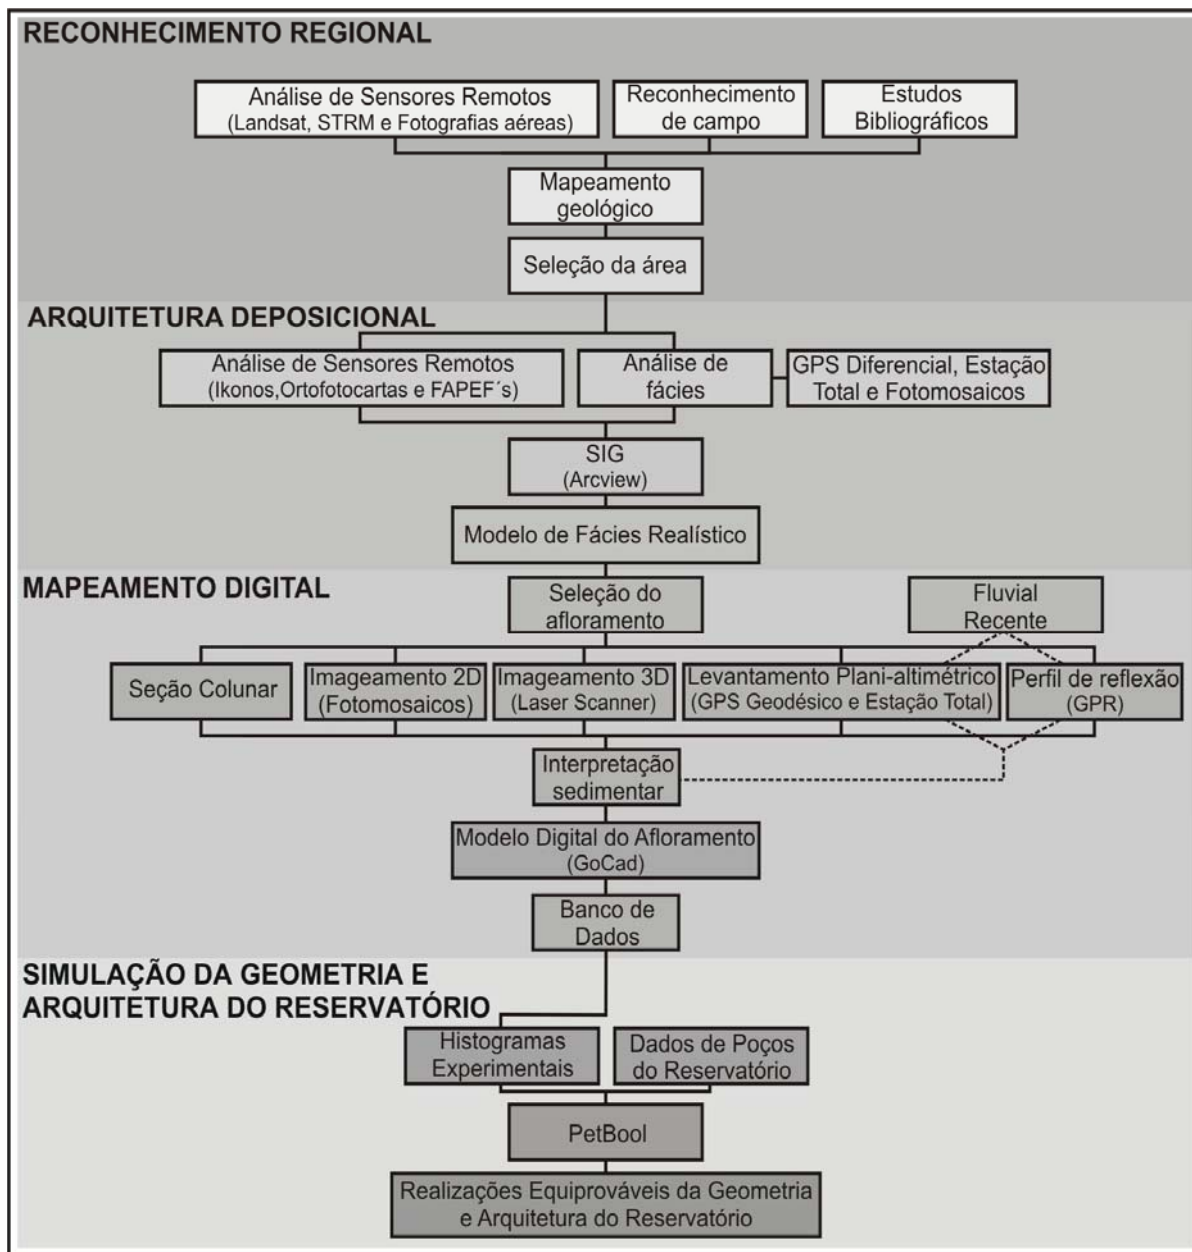 RECONHECIMENTO REGIONAL
Análise de Sensores Remotos
(Landsat, STRM e Fotografias aéreas)
Reconhecimento
de campo
Estudos
Bibliográficos
Mapeamento
geológico
Seleção da área
ARQUITETURA DEPOSICIONAL
Análise de Sensores Remotos
(Ikonos,Ortofotocartas e FAPEF´s)
Análise de
fácies
GPS Diferencial, Estação
Total e Fotomosaicos
SIG
(Arcview)
Modelo de Fácies Realístico
MAPEAMENTO DIGITAL
Seleção do
afloramento
Fluvial
Recente
Seção Colunar
Imageamento 2D
(Fotomosaicos)
Imageamento 3D
(Laser Scanner)
Levantamento Plani-altimétrico
(GPS Geodésico e Estação Total)
Perfil de reflexão
(GPR)
Interpretação
sedimentar
Modelo Digital do Afloramento
(GoCad)
Banco de
Dados
SIMULAÇÃO DA GEOMETRIA E
ARQUITETURA DO RESERVATÓRIO
Histogramas
Experimentais
Dados de Poços
do Reservatório
PetBool
Realizações Equiprováveis da Geometria
e Arquitetura do Reservatório